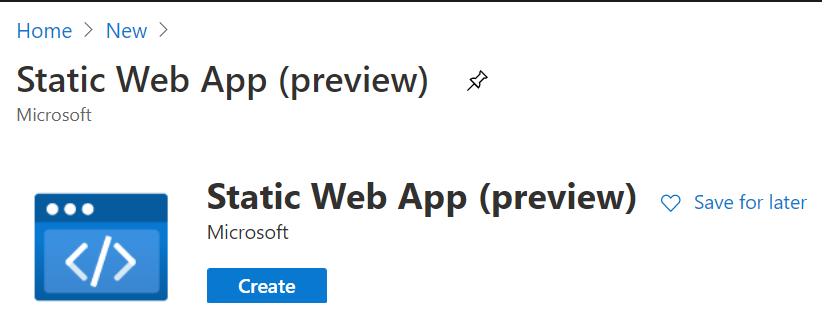 Home > New >
Static Web App (preview)
Microsoft
</>
Static Web App (preview)
Save for later
Microsoft
Create